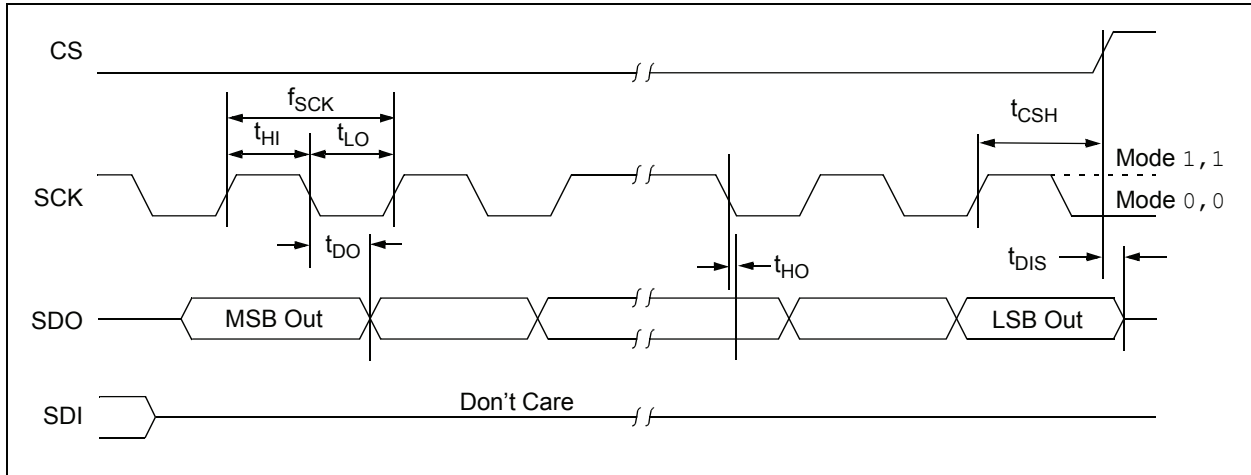 CS
fSCK
tHI tLO
tCSH
Mode 1,1
SCK
Mode 0,0
tDO
tHO
tDIS
SDO
MSB Out
LSB Out
SDI
Don't Care